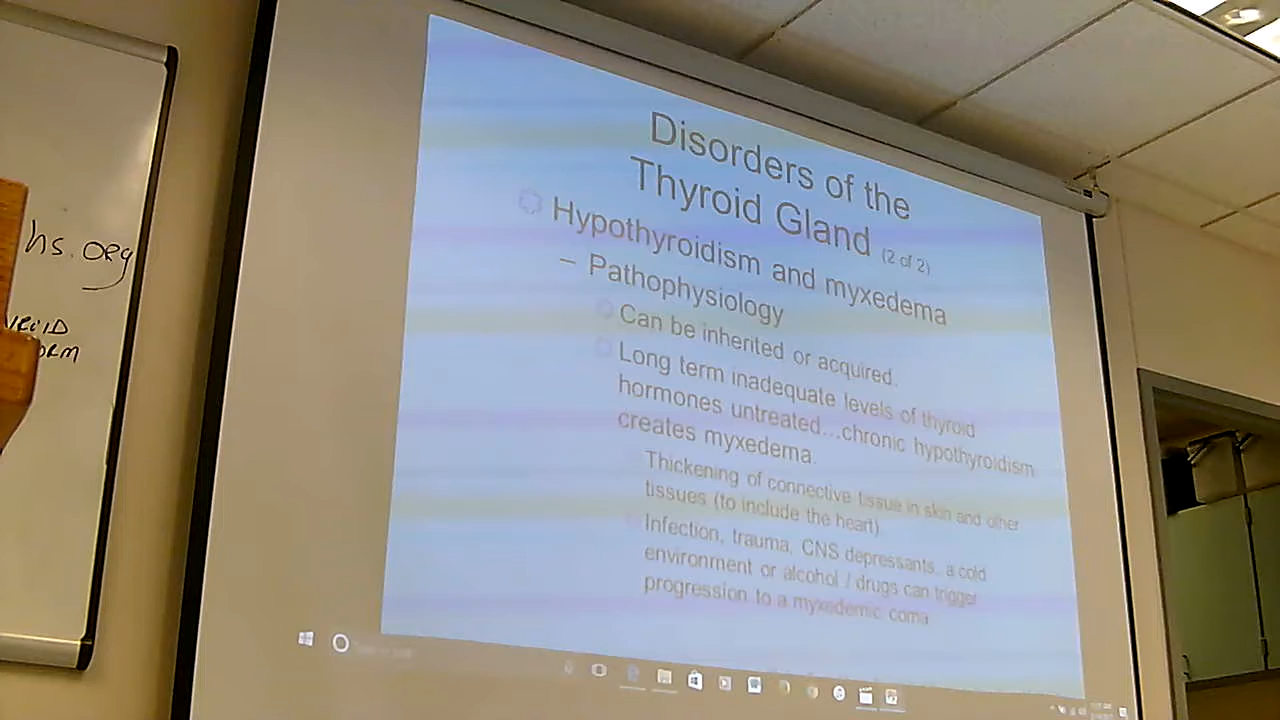 hs.org
Disorders of the
Thyroid Gland (2 of 2)
Hypothyroidism and myxedema
– Pathophysiology
Can be inherited or acquired.
Long term inadequate levels of thyroid
hormones untreated...chronic hypothyroidism
creates myxedema.
Thickening of connective tissue in skin and other
tissues (to include the heart)
Infection, trauma, CNS depressants, a cold
environment or alcohol / drugs can trigger
progression to a myxedemic coma